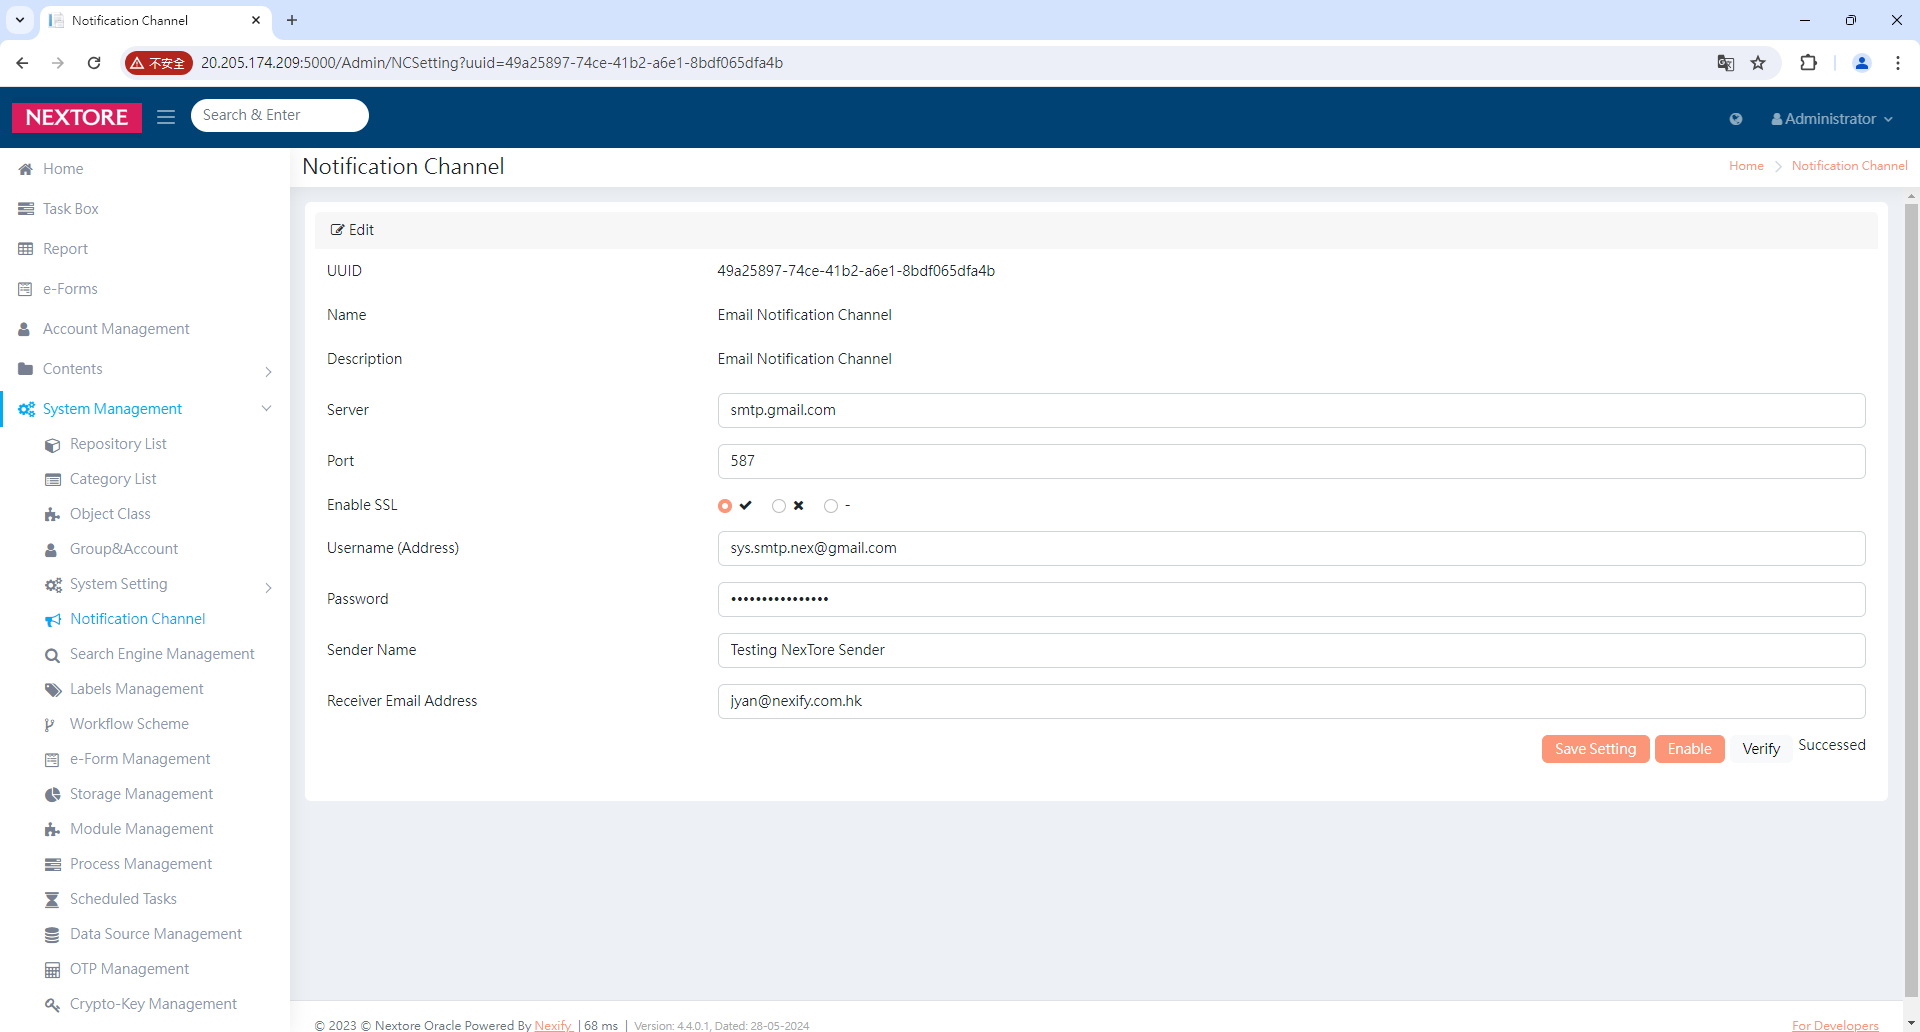 Notification Channel
不安全
20.205.174.209:5000/Admin/NCSetting?uuid=49a25897-74ce-41b2-a6e1-8bdf065dfa4b
NEXTORE
Search & Enter
Administrator
Home
Task Box
Report
e-Forms
Account Management
Contents
System Management
Repository List
Category List
Object Class
Group&Account
System Setting
Notification Channel
Search Engine Management
Labels Management
Workflow Scheme
e-Form Management
Storage Management
Module Management
Process Management
Scheduled Tasks
Data Source Management
OTP Management
Crypto-Key Management
Notification Channel
Home Notification Channel
Edit
UUID 49a25897-74ce-41b2-a6e1-8bdf065dfa4b
Name Email Notification Channel
Description Email Notification Channel
Server smtp.gmail.com
Port 587
Enable SSL -
Username (Address) sys.smtp.nex@gmail.com
Password ••••••••••••••••
Sender Name Testing NexTore Sender
Receiver Email Address jyan@nexify.com.hk
Save Setting Enable Verify Successed
© 2023 © Nextore Oracle Powered By Nexify | 68 ms | Version: 4.4.0.1, Dated: 28-05-2024
For Developers